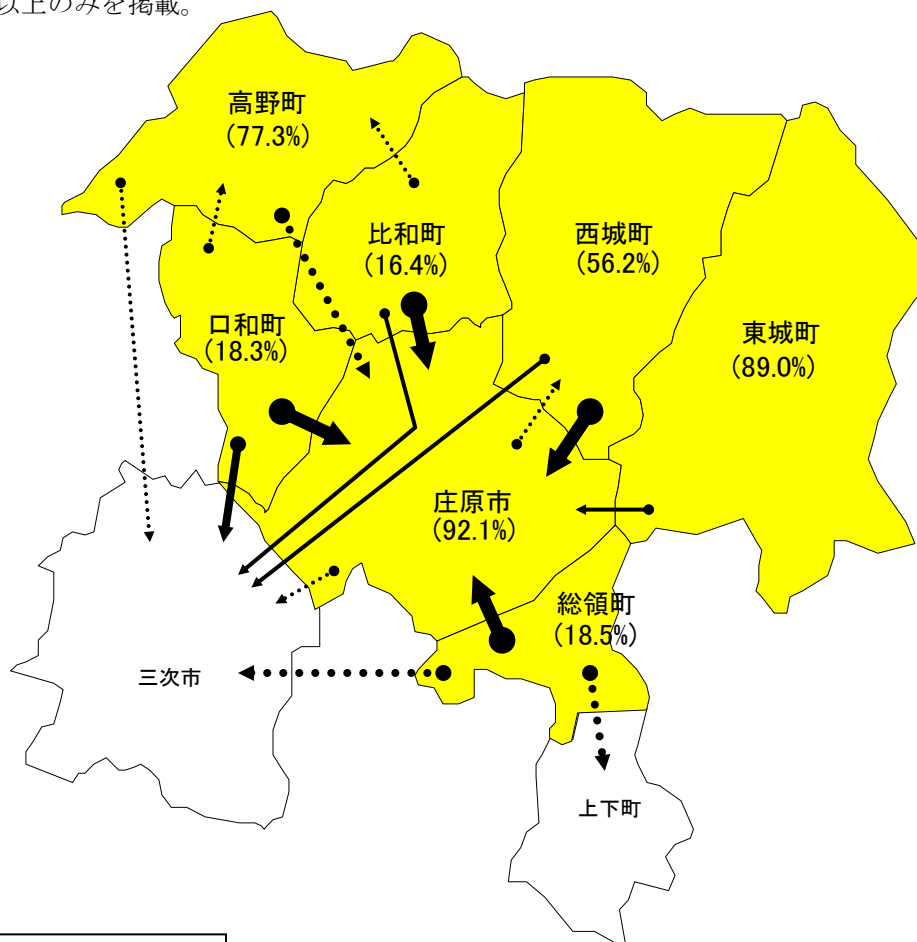 以上のみを掲載。
高野町
(77.3%)
比和町
(16.4%)
西城町
(56.2%)
口和町
(18.3%)
東城町
(89.0%)
庄原市
(92.1%)
総領町
(18.5%)
三次市
上下町